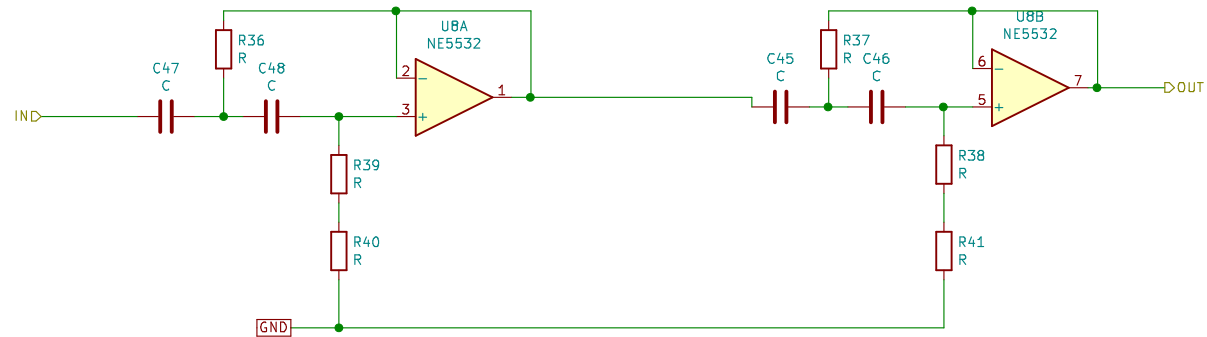 U8A
NE5532
R36
R
C47
C
C48
C
2
3
1
IN
R39
R
R40
R
GND
U8B
NE5532
R37
R
C45
C
C46
C
6
5
7
OUT
R38
R
R41
R